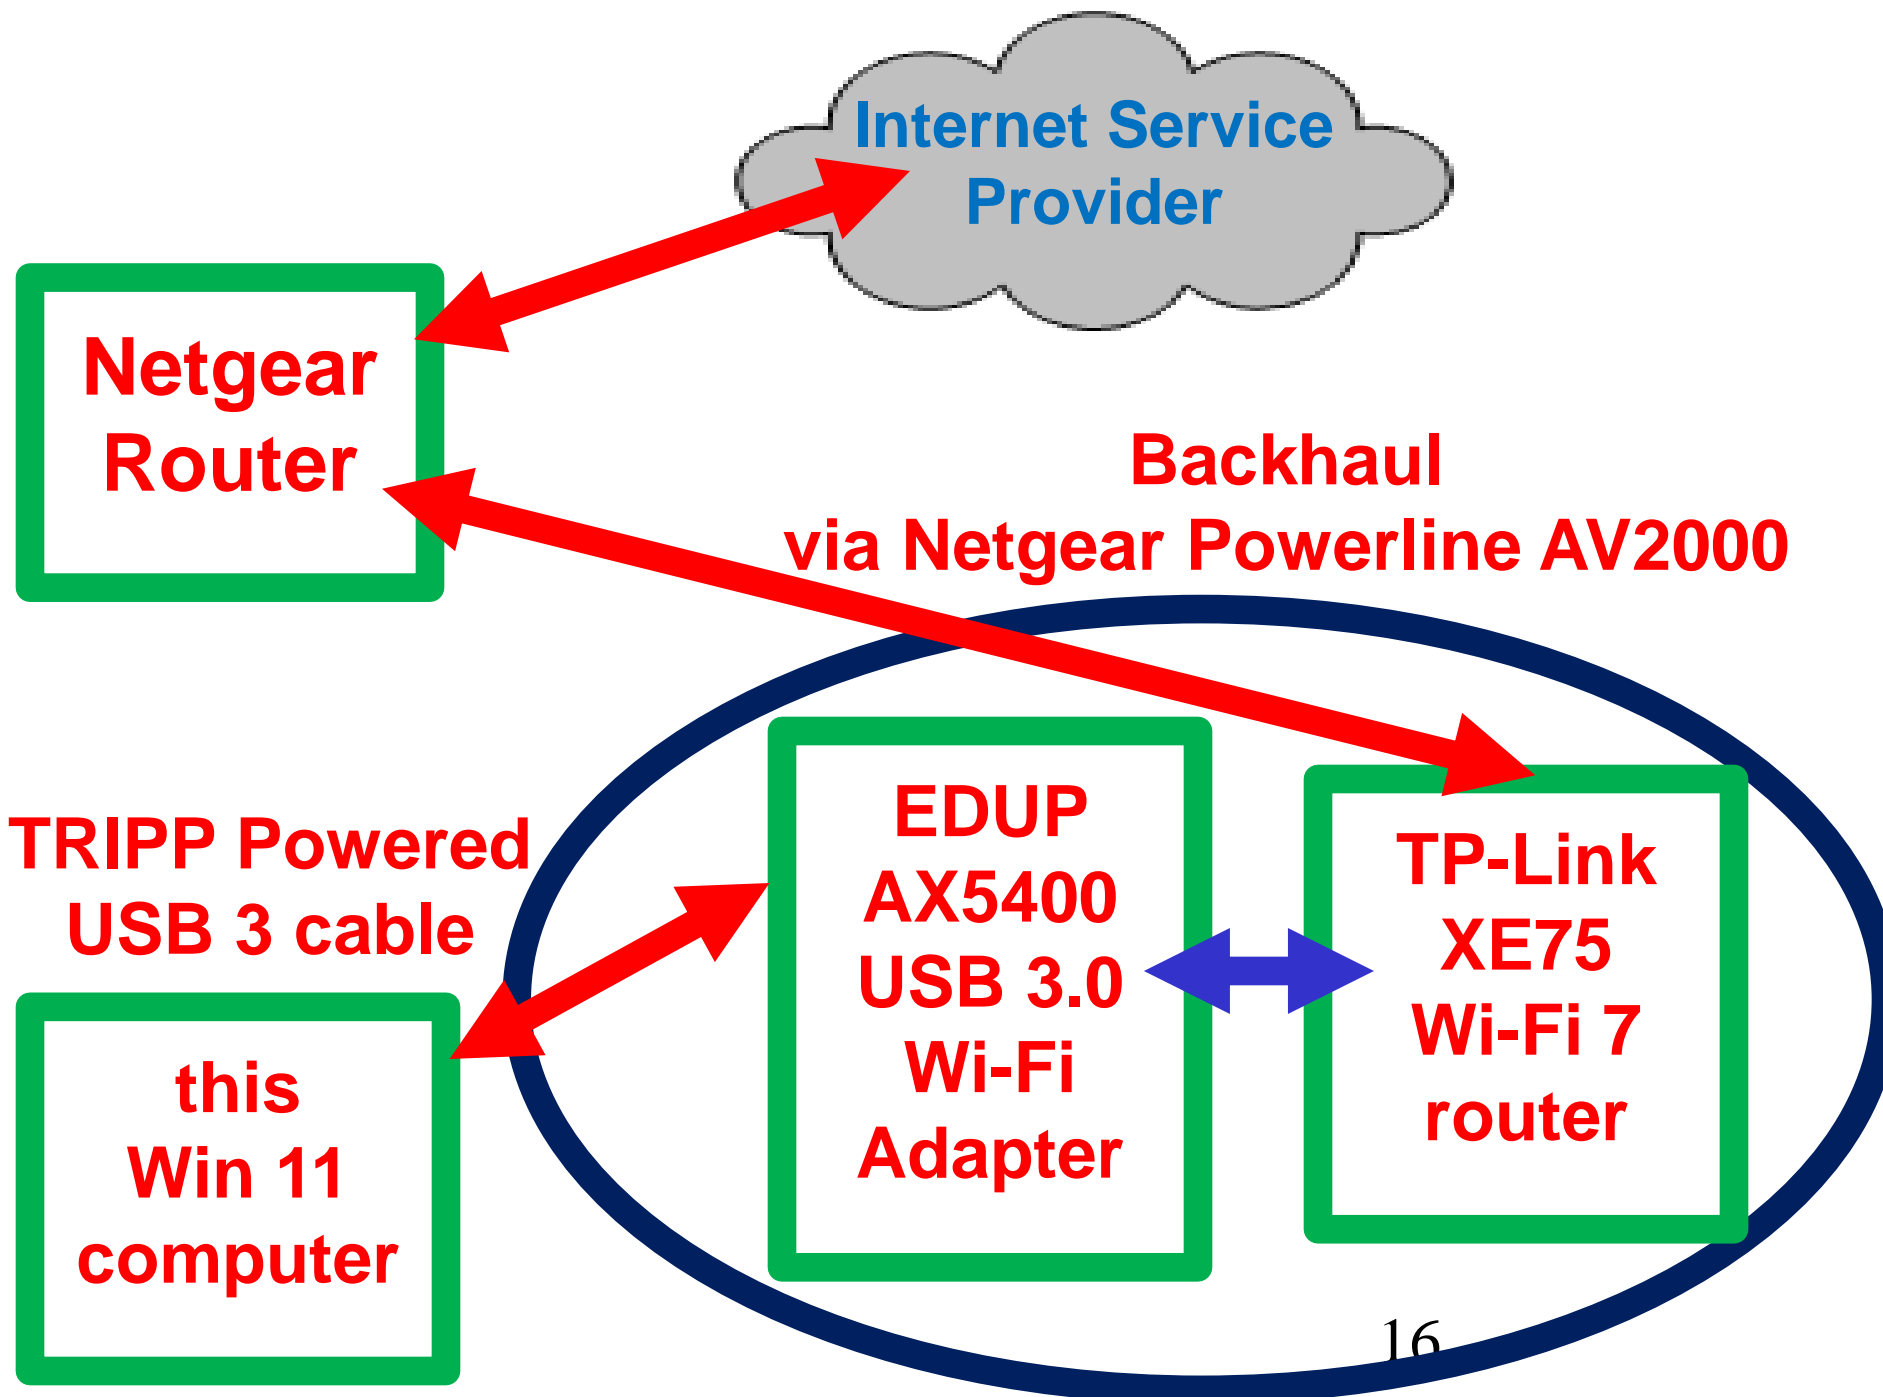 Internet Service
Provider
Netgear
Router
Backhaul
via Netgear Powerline AV2000
TRIPP Powered
USB 3 cable
EDUP
AX5400
USB 3.0
Wi-Fi
Adapter
TP-Link
XE75
Wi-Fi 7
router
this
Win 11
computer
16